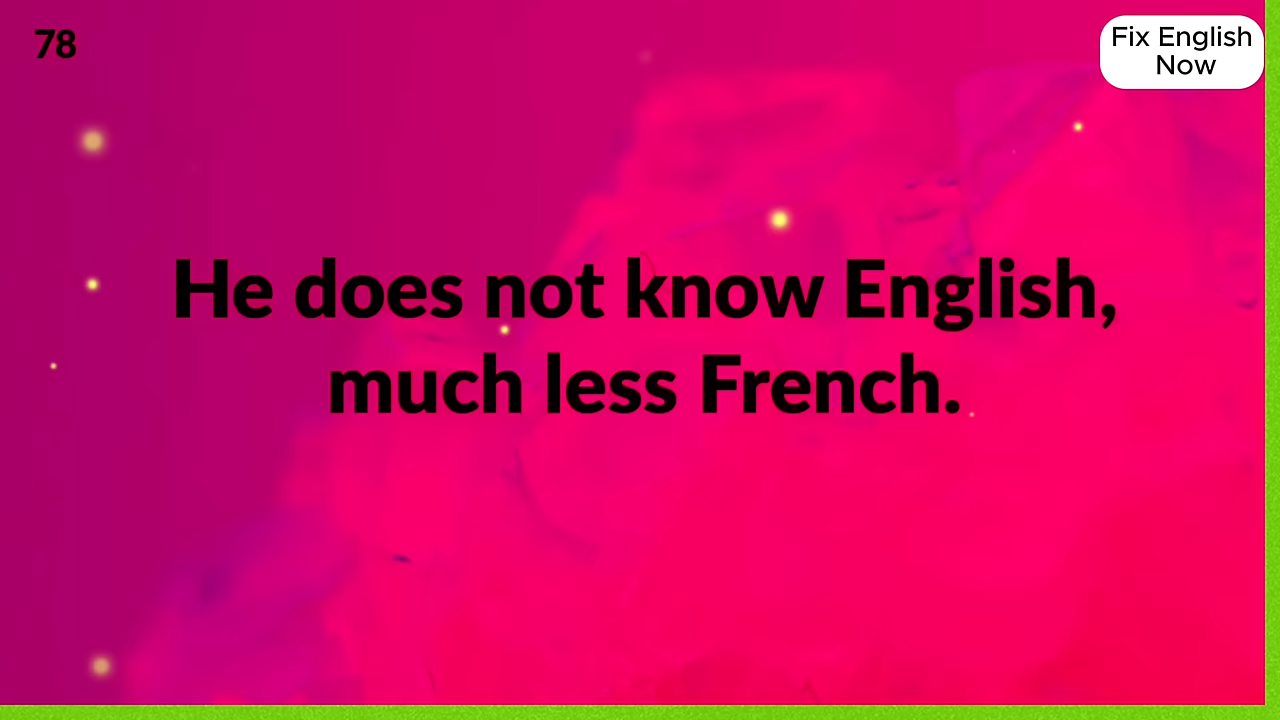 78
Fix English
Now
He does not know English,
much less French.